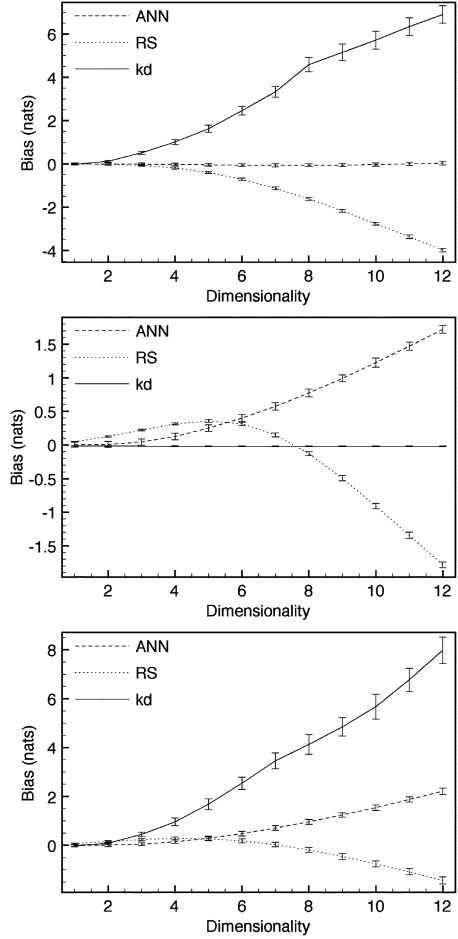 ANN
RS
kd
6
4
2
0
-2
-4
Bias (nats)
2 4 6 8 10 12
Dimensionality
ANN
RS
kd
1.5
1
0.5
0
-0.5
-1
-1.5
Bias (nats)
2 4 6 8 10 12
Dimensionality
ANN
RS
kd
8
6
4
2
0
Bias (nats)
2 4 6 8 10 12
Dimensionality